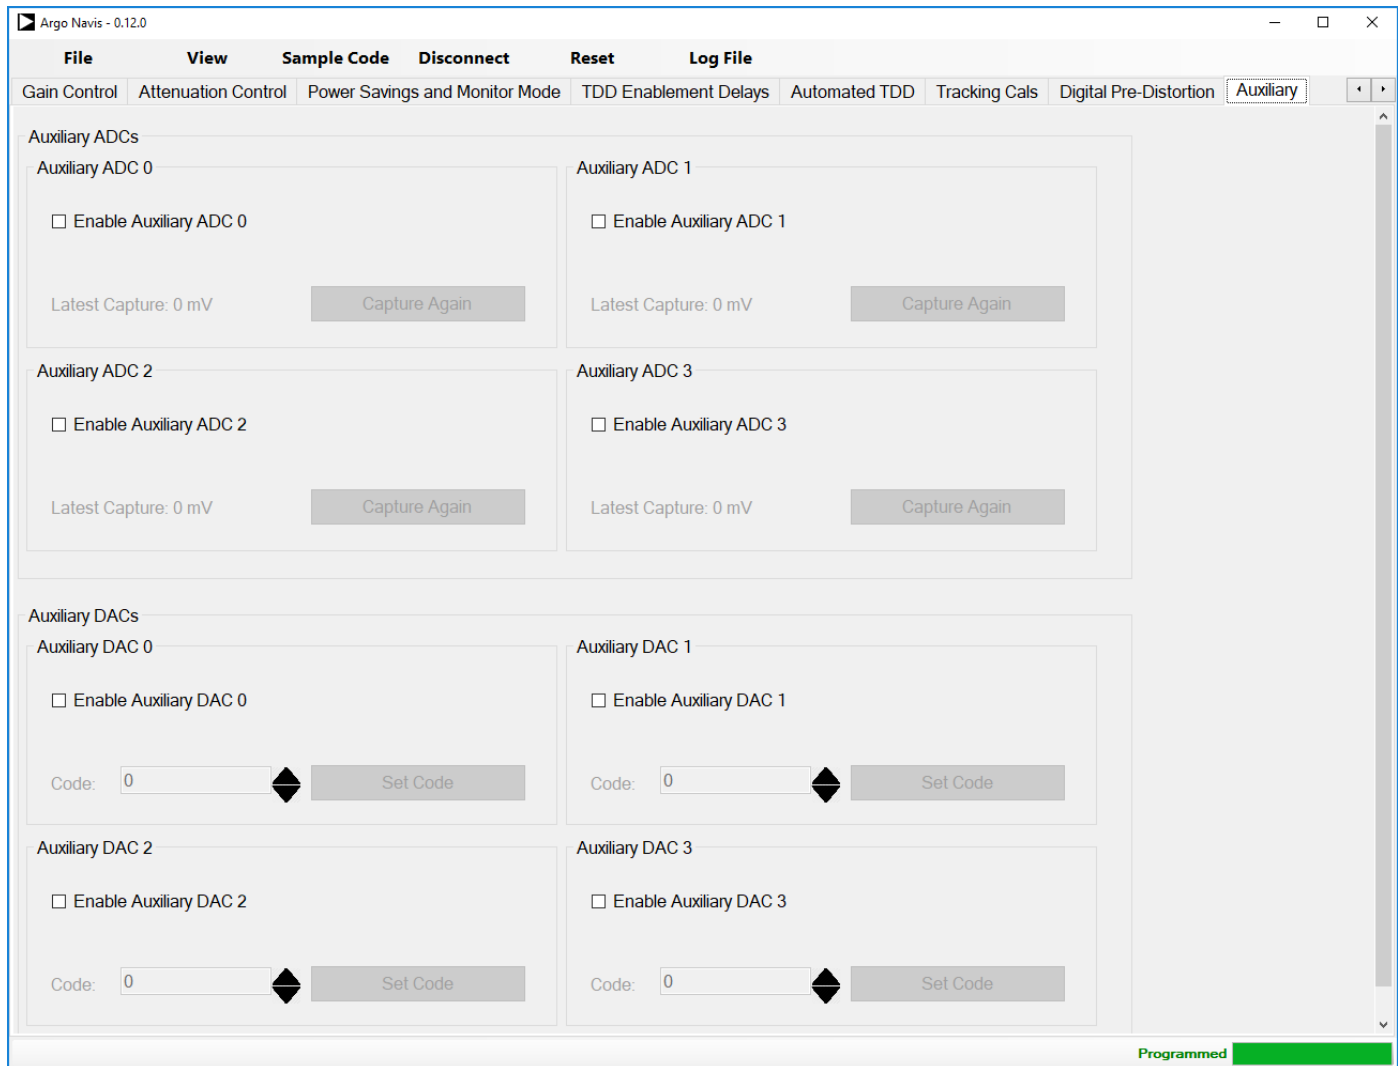 Argo Navis - 0.12.0
File View Sample Code Disconnect Reset Log File
Gain Control Attenuation Control Power Savings and Monitor Mode TDD Enablement Delays Automated TDD Tracking Cals Digital Pre-Distortion Auxiliary
Auxiliary ADCs
Auxiliary ADC 0 Auxiliary ADC 1
Enable Auxiliary ADC 0 Enable Auxiliary ADC 1
Latest Capture: 0 mV Capture Again Latest Capture: 0 mV Capture Again
Auxiliary ADC 2 Auxiliary ADC 3
Enable Auxiliary ADC 2 Enable Auxiliary ADC 3
Latest Capture: 0 mV Capture Again Latest Capture: 0 mV Capture Again
Auxiliary DACs
Auxiliary DAC 0 Auxiliary DAC 1
Enable Auxiliary DAC 0 Enable Auxiliary DAC 1
Code: 0 Set Code Code: 0 Set Code
Auxiliary DAC 2 Auxiliary DAC 3
Enable Auxiliary DAC 2 Enable Auxiliary DAC 3
Code: 0 Set Code Code: 0 Set Code
Programmed